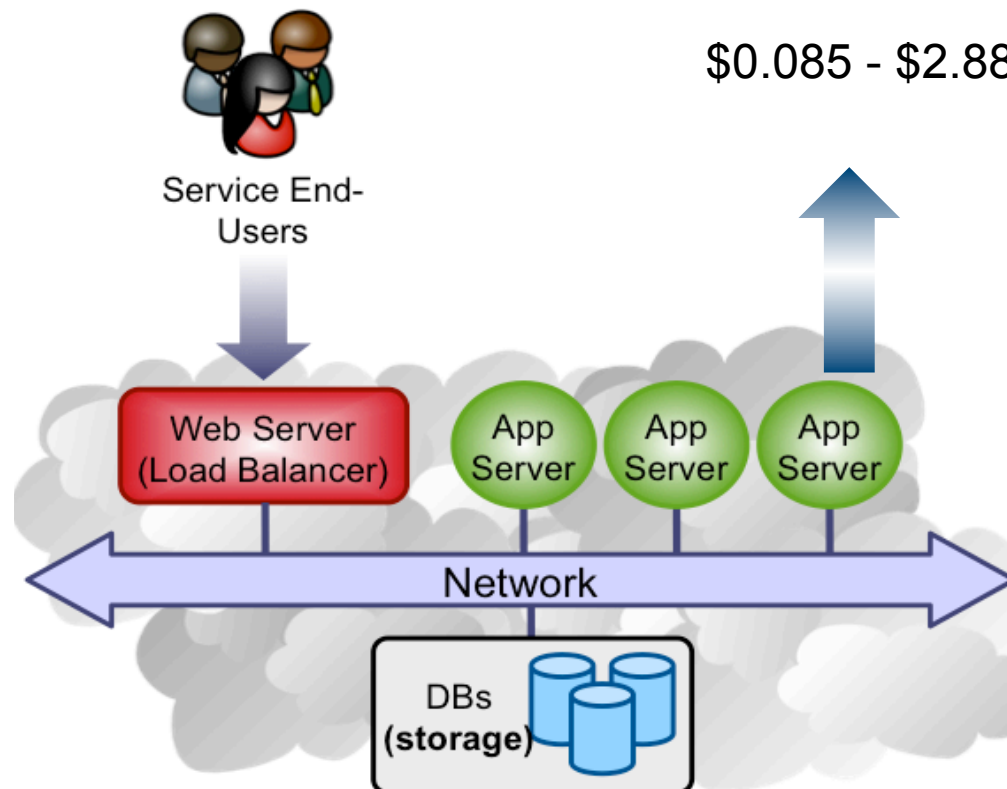 $0.085 - $2.88
Service End-
Users
Web Server
(Load Balancer)
App
Server
App
Server
App
Server
Network
DBs
(storage)